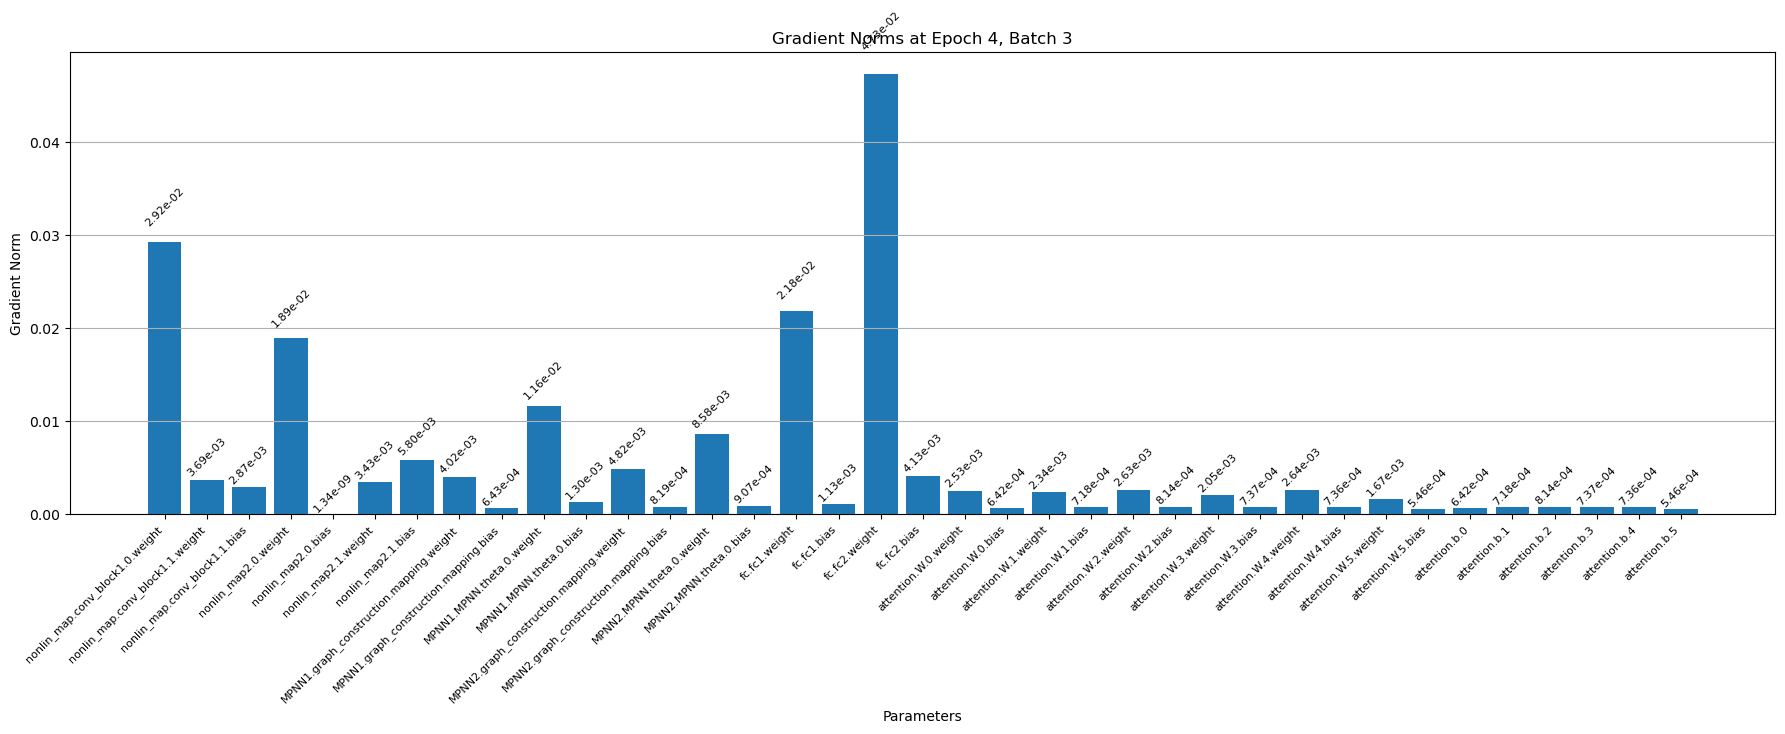 Gradient Norms at Epoch 4, Batch 3
Gradient Norm
0.04
0.03
0.02
0.01
0.00
2.92e-02
3.69e-03
2.87e-03
1.89e-02
1.34e-09
3.43e-03
5.80e-03
4.02e-03
6.43e-04
1.16e-02
1.30e-03
4.82e-03
8.19e-04
8.58e-03
9.07e-04
2.18e-02
1.13e-03
4.73e-02
4.13e-03
2.53e-03
6.42e-04
2.34e-03
7.18e-04
2.63e-03
8.14e-04
2.05e-03
7.37e-04
2.64e-03
7.36e-04
1.67e-03
5.46e-04
6.42e-04
7.18e-04
8.14e-04
7.37e-04
7.36e-04
5.46e-04
nonlin_map.conv_block1.0.weight
nonlin_map.conv_block1.1.weight
nonlin_map.conv_block1.1.bias
nonlin_map2.0.weight
nonlin_map2.0.bias
nonlin_map2.1.weight
nonlin_map2.1.bias
MPNN1.graph_construction.mapping.weight
MPNN1.graph_construction.mapping.bias
MPNN1.MPNN.theta.0.weight
MPNN1.MPNN.theta.0.bias
MPNN2.graph_construction.mapping.weight
MPNN2.graph_construction.mapping.bias
MPNN2.MPNN.theta.0.weight
MPNN2.MPNN.theta.0.bias
fc.fc1.weight
fc.fc1.bias
fc.fc2.weight
fc.fc2.bias
attention.W.0.weight
attention.W.0.bias
attention.W.1.weight
attention.W.1.bias
attention.W.2.weight
attention.W.2.bias
attention.W.3.weight
attention.W.3.bias
attention.W.4.weight
attention.W.4.bias
attention.W.5.weight
attention.W.5.bias
attention.b.0
attention.b.1
attention.b.2
attention.b.3
attention.b.4
attention.b.5
Parameters